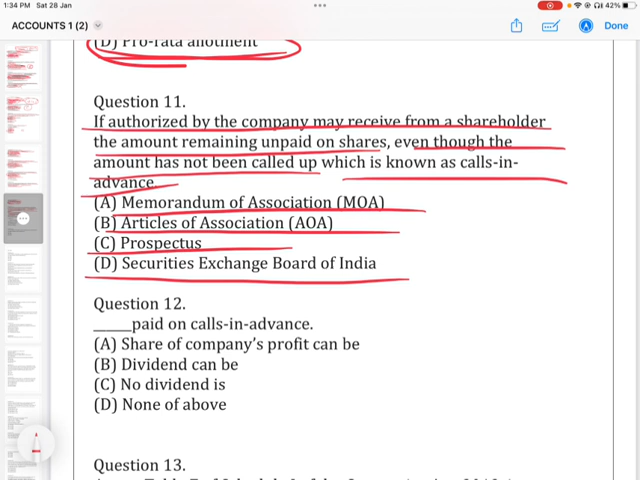 1:34 PM Sat 28 Jan
42%
ACCOUNTS 1 (2)
Done
(D) Pro-rata allotment
Question 11.
If authorized by the company may receive from a shareholder
the amount remaining unpaid on shares, even though the
amount has not been called up which is known as calls-in-
advance.
(A) Memorandum of Association (MOA)
(B) Articles of Association (AOA)
(C) Prospectus
(D) Securities Exchange Board of India
Question 12.
______paid on calls-in-advance.
(A) Share of company's profit can be
(B) Dividend can be
(C) No dividend is
(D) None of above
Question 13.